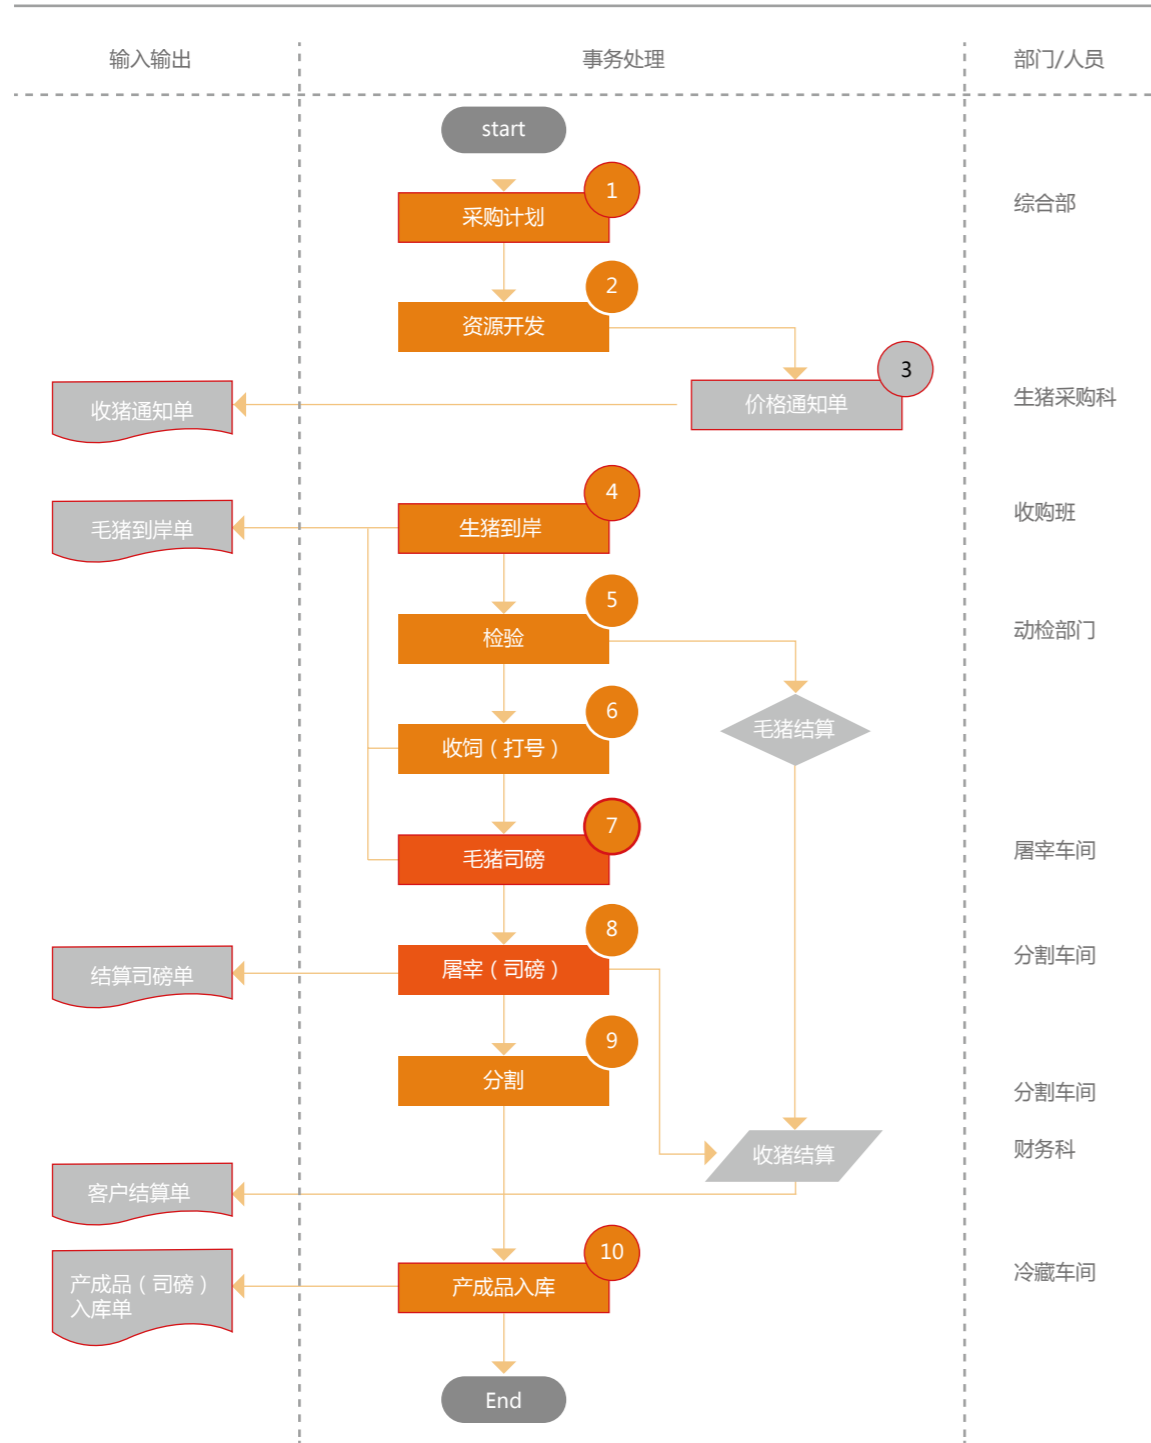 输入输出
事务处理
部门/人员
start
1
采购计划
综合部
2
资源开发
3
收猪通知单
价格通知单
生猪采购科
4
毛猪到岸单
生猪到岸
收购班
5
检验
动检部门
6
收饲（打号）
毛猪结算
7
毛猪司磅
屠宰车间
8
结算司磅单
屠宰（司磅）
分割车间
9
分割
分割车间
收猪结算
财务科
客户结算单
10
产成品（司磅）
入库单
产成品入库
冷藏车间
End